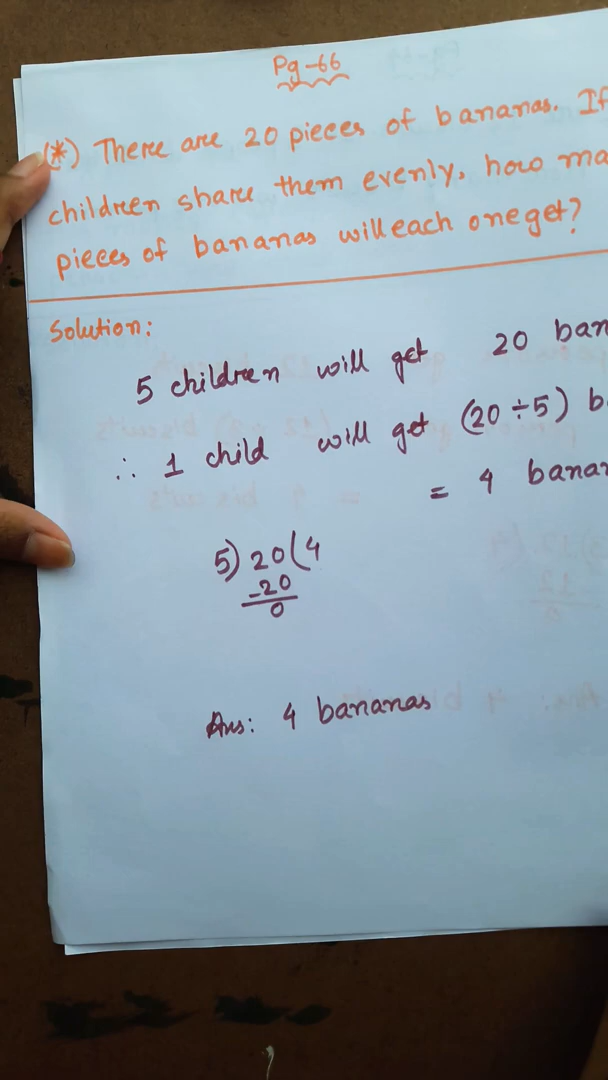 Pg-66
(*) There are 20 pieces of bananas. If
children share them evenly, how ma
pieces of bananas will each one get?
Solution:
5 children will get 20 ban
∴ 1 child will get (20÷5) b
= 4 banan
5) 20 (4
-20
0
Ans: 4 bananas